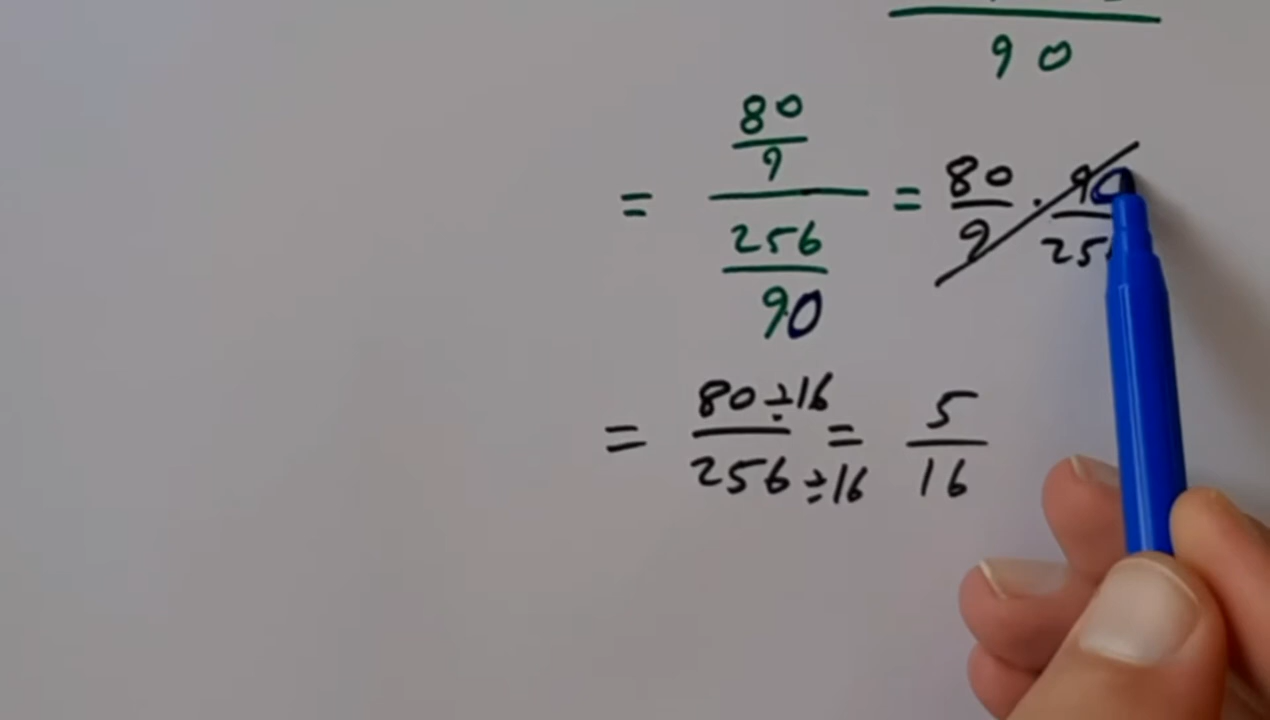 90
= 80/9 / 256/90 = 80/9 · 90/25
= 80÷16 / 256÷16 = 5/16